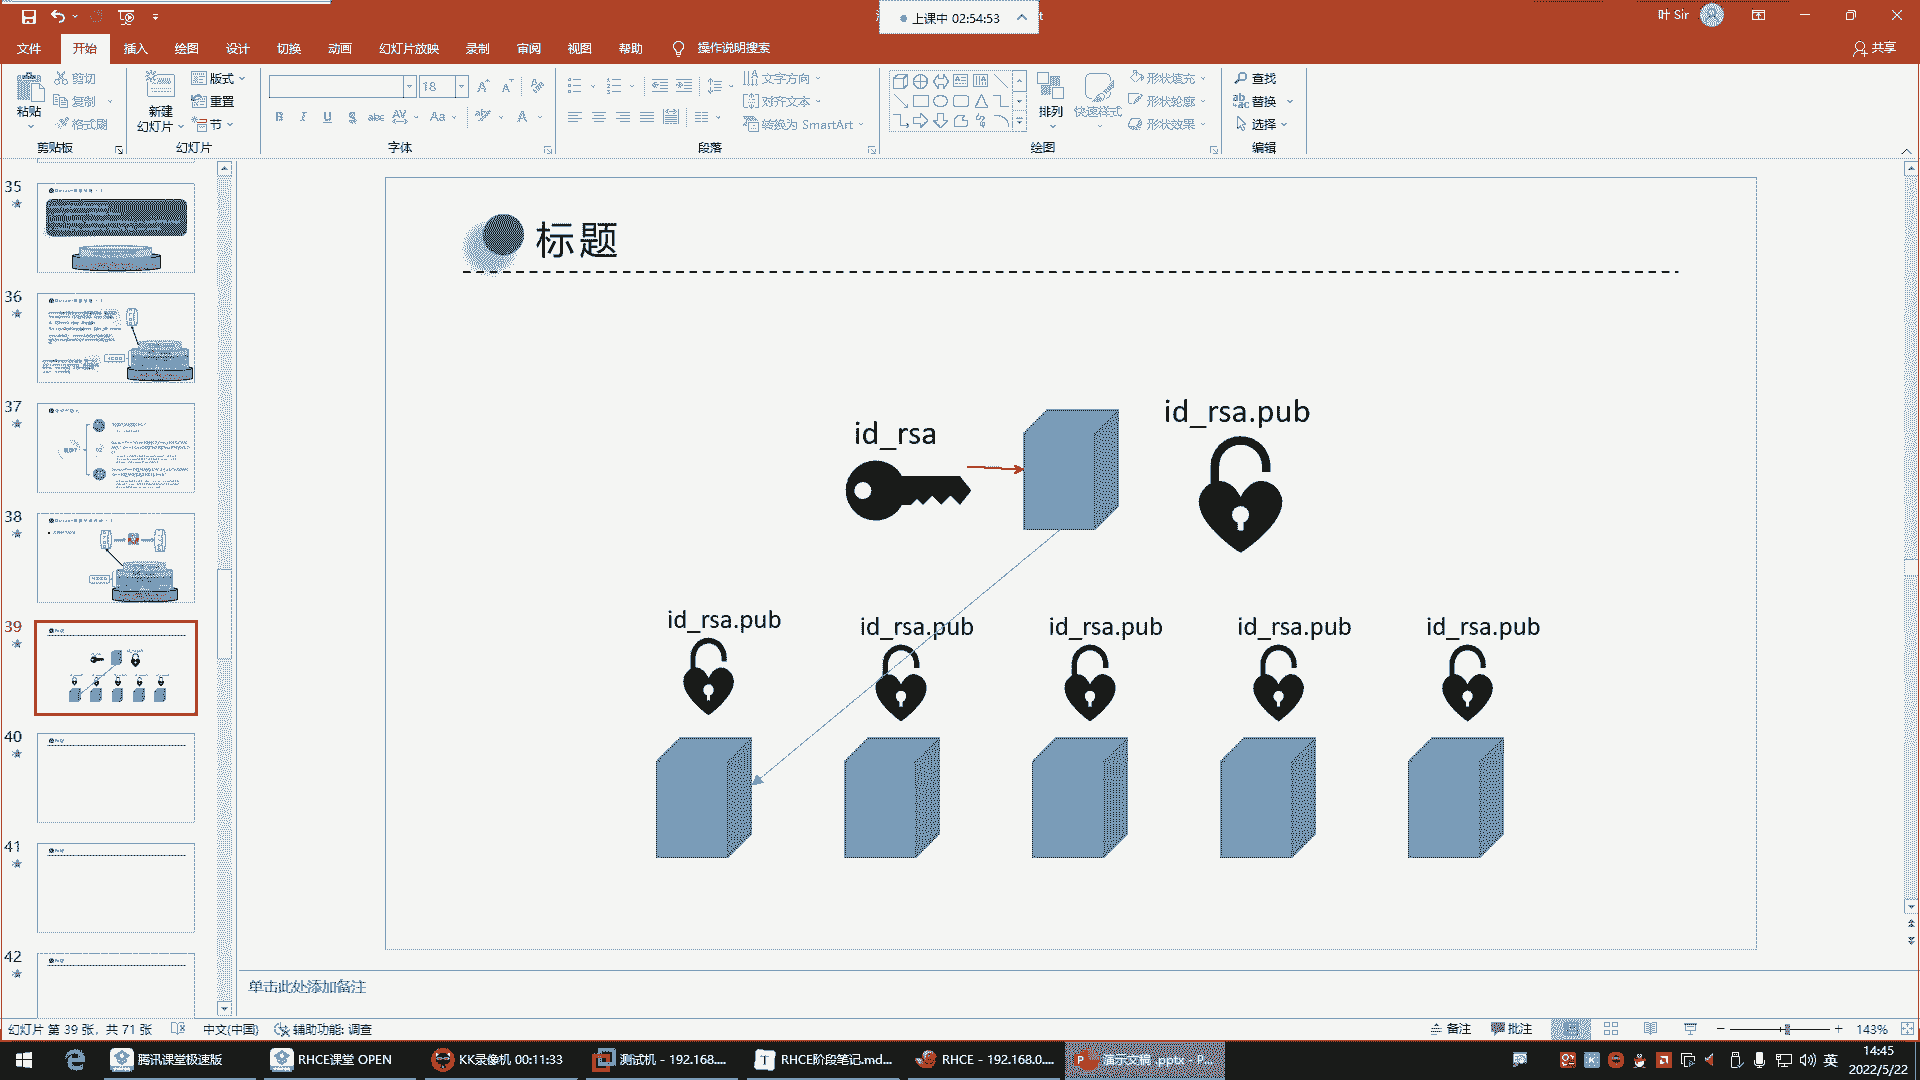 上课中 02:54:53
叶 Sir
文件 开始 插入 绘图 设计 切换 动画 幻灯片放映 录制 审阅 视图 帮助 操作说明搜索 共享
粘贴 剪切 复制 格式刷 剪贴板
新建 幻灯片 版式 重置 节 幻灯片
18
B I U S abc AV Aa A 字体
文字方向 对齐文本 转换为 SmartArt 段落
排列 快速样式 形状填充 形状轮廓 形状效果 绘图
查找 替换 选择 编辑
35
36
37
38
39
40
41
42
标题
id_rsa
id_rsa.pub
id_rsa.pub
id_rsa.pub
id_rsa.pub
id_rsa.pub
id_rsa.pub
单击此处添加备注
幻灯片 第 39 张，共 71 张 中文(中国) 辅助功能: 调查 备注 批注 143%
腾讯课堂极速版 RHCE课堂 OPEN KK录像机 00:11:33 测试机 - 192.168.... RHCE阶段笔记.md... RHCE - 192.168.0.... 演示文稿 .pptx - P... 英
14:45
2022/5/22